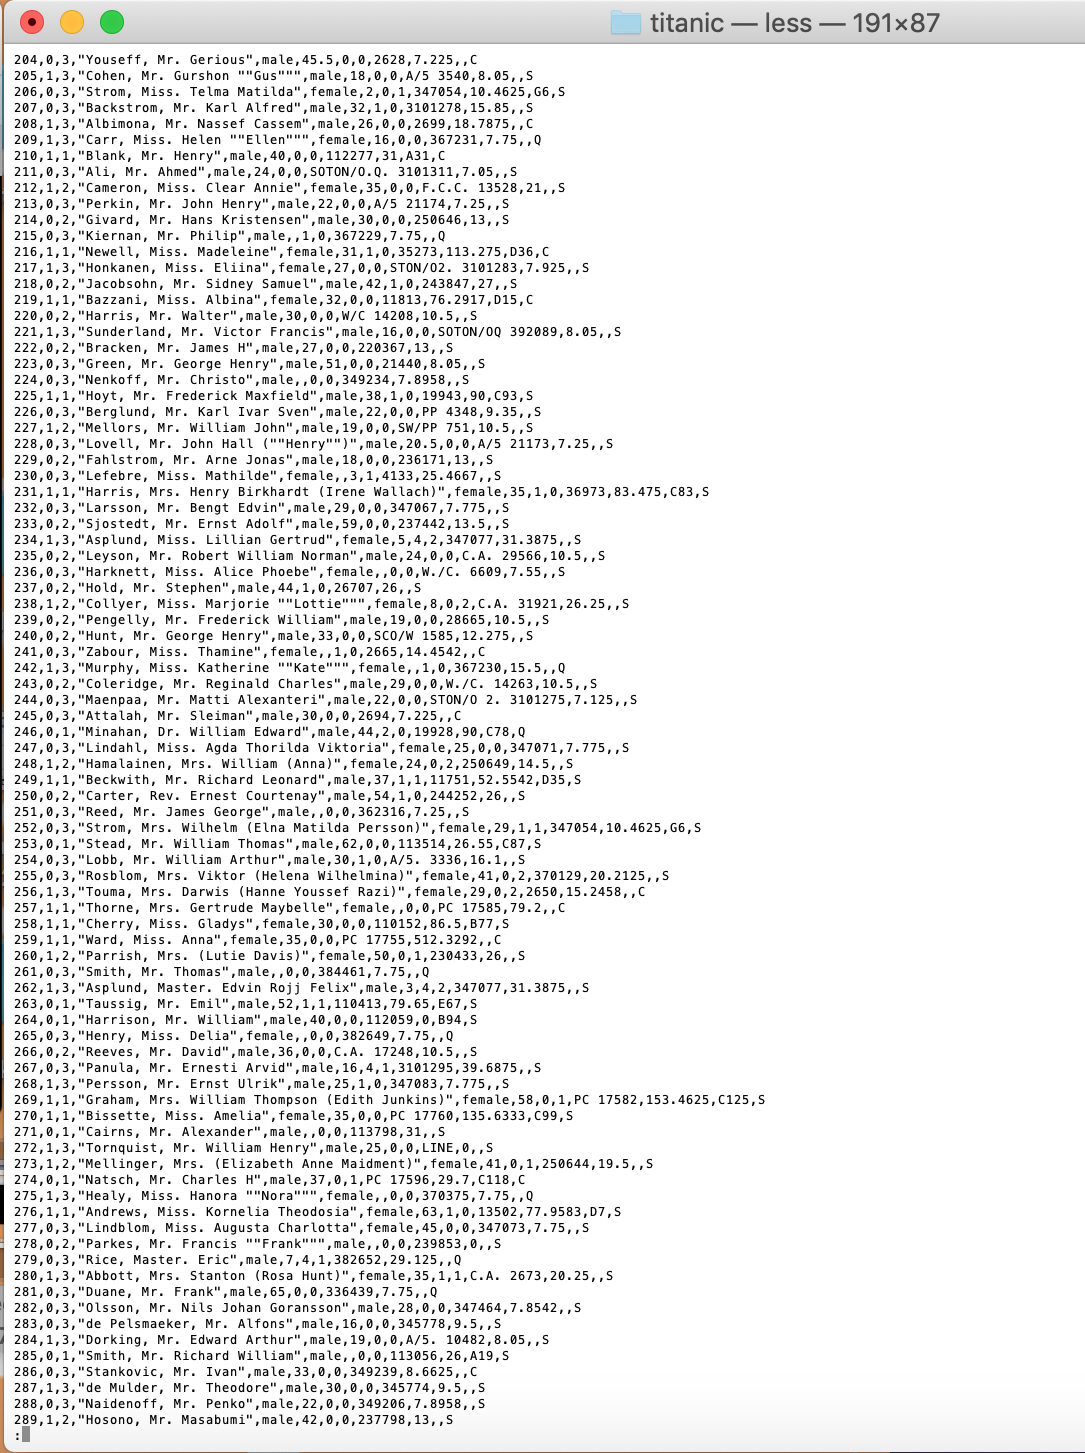 titanic — less — 191×87
204,0,3,"Youseff, Mr. Gerious",male,45.5,0,0,2628,7.225,,C
205,1,3,"Cohen, Mr. Gurshon ""Gus""",male,18,0,0,A/5 3540,8.05,,S
206,0,3,"Strom, Miss. Telma Matilda",female,2,0,1,347054,10.4625,G6,S
207,0,3,"Backstrom, Mr. Karl Alfred",male,32,1,0,3101278,15.85,,S
208,1,3,"Albimona, Mr. Nassef Cassem",male,26,0,0,2699,18.7875,,C
209,1,3,"Carr, Miss. Helen ""Ellen""",female,16,0,0,367231,7.75,,Q
210,1,1,"Blank, Mr. Henry",male,40,0,0,112277,31,A31,C
211,0,3,"Ali, Mr. Ahmed",male,24,0,0,SOTON/O.Q. 3101311,7.05,,S
212,1,2,"Cameron, Miss. Clear Annie",female,35,0,0,F.C.C. 13528,21,,S
213,0,3,"Perkin, Mr. John Henry",male,22,0,0,A/5 21174,7.25,,S
214,0,2,"Givard, Mr. Hans Kristensen",male,30,0,0,250646,13,,S
215,0,3,"Kiernan, Mr. Philip",male,,1,0,367229,7.75,,Q
216,1,1,"Newell, Miss. Madeleine",female,31,1,0,35273,113.275,D36,C
217,1,3,"Honkanen, Miss. Eliina",female,27,0,0,STON/O2. 3101283,7.925,,S
218,0,2,"Jacobsohn, Mr. Sidney Samuel",male,42,1,0,243847,27,,S
219,1,1,"Bazzani, Miss. Albina",female,32,0,0,11813,76.2917,D15,C
220,0,2,"Harris, Mr. Walter",male,30,0,0,W/C 14208,10.5,,S
221,1,3,"Sunderland, Mr. Victor Francis",male,16,0,0,SOTON/OQ 392089,8.05,,S
222,0,2,"Bracken, Mr. James H",male,27,0,0,220367,13,,S
223,0,3,"Green, Mr. George Henry",male,51,0,0,21440,8.05,,S
224,0,3,"Nenkoff, Mr. Christo",male,,0,0,349234,7.8958,,S
225,1,1,"Hoyt, Mr. Frederick Maxfield",male,38,1,0,19943,90,C93,S
226,0,3,"Berglund, Mr. Karl Ivar Sven",male,22,0,0,PP 4348,9.35,,S
227,1,2,"Mellors, Mr. William John",male,19,0,0,SW/PP 751,10.5,,S
228,0,3,"Lovell, Mr. John Hall (""Henry"")",male,20.5,0,0,A/5 21173,7.25,,S
229,0,2,"Fahlstrom, Mr. Arne Jonas",male,18,0,0,236171,13,,S
230,0,3,"Lefebre, Miss. Mathilde",female,,3,1,4133,25.4667,,S
231,1,1,"Harris, Mrs. Henry Birkhardt (Irene Wallach)",female,35,1,0,36973,83.475,C83,S
232,0,3,"Larsson, Mr. Bengt Edvin",male,29,0,0,347067,7.775,,S
233,0,2,"Sjostedt, Mr. Ernst Adolf",male,59,0,0,237442,13.5,,S
234,1,3,"Asplund, Miss. Lillian Gertrud",female,5,4,2,347077,31.3875,,S
235,0,2,"Leyson, Mr. Robert William Norman",male,24,0,0,C.A. 29566,10.5,,S
236,0,3,"Harknett, Miss. Alice Phoebe",female,,0,0,W./C. 6609,7.55,,S
237,0,2,"Hold, Mr. Stephen",male,44,1,0,26707,26,,S
238,1,2,"Collyer, Miss. Marjorie ""Lottie""",female,8,0,2,C.A. 31921,26.25,,S
239,0,2,"Pengelly, Mr. Frederick William",male,19,0,0,28665,10.5,,S
240,0,2,"Hunt, Mr. George Henry",male,33,0,0,SCO/W 1585,12.275,,S
241,0,3,"Zabour, Miss. Thamine",female,,1,0,2665,14.4542,,C
242,1,3,"Murphy, Miss. Katherine ""Kate""",female,,1,0,367230,15.5,,Q
243,0,2,"Coleridge, Mr. Reginald Charles",male,29,0,0,W./C. 14263,10.5,,S
244,0,3,"Maenpaa, Mr. Matti Alexanteri",male,22,0,0,STON/O 2. 3101275,7.125,,S
245,0,3,"Attalah, Mr. Sleiman",male,30,0,0,2694,7.225,,C
246,0,1,"Minahan, Dr. William Edward",male,44,2,0,19928,90,C78,Q
247,0,3,"Lindahl, Miss. Agda Thorilda Viktoria",female,25,0,0,347071,7.775,,S
248,1,2,"Hamalainen, Mrs. William (Anna)",female,24,0,2,250649,14.5,,S
249,1,1,"Beckwith, Mr. Richard Leonard",male,37,1,1,11751,52.5542,D35,S
250,0,2,"Carter, Rev. Ernest Courtenay",male,54,1,0,244252,26,,S
251,0,3,"Reed, Mr. James George",male,,0,0,362316,7.25,,S
252,0,3,"Strom, Mrs. Wilhelm (Elna Matilda Persson)",female,29,1,1,347054,10.4625,G6,S
253,0,1,"Stead, Mr. William Thomas",male,62,0,0,113514,26.55,C87,S
254,0,3,"Lobb, Mr. William Arthur",male,30,1,0,A/5. 3336,16.1,,S
255,0,3,"Rosblom, Mrs. Viktor (Helena Wilhelmina)",female,41,0,2,370129,20.2125,,S
256,1,3,"Touma, Mrs. Darwis (Hanne Youssef Razi)",female,29,0,2,2650,15.2458,,C
257,1,1,"Thorne, Mrs. Gertrude Maybelle",female,,0,0,PC 17585,79.2,,C
258,1,1,"Cherry, Miss. Gladys",female,30,0,0,110152,86.5,B77,S
259,1,1,"Ward, Miss. Anna",female,35,0,0,PC 17755,512.3292,,C
260,1,2,"Parrish, Mrs. (Lutie Davis)",female,50,0,1,230433,26,,S
261,0,3,"Smith, Mr. Thomas",male,,0,0,384461,7.75,,Q
262,1,3,"Asplund, Master. Edvin Rojj Felix",male,3,4,2,347077,31.3875,,S
263,0,1,"Taussig, Mr. Emil",male,52,1,1,110413,79.65,E67,S
264,0,1,"Harrison, Mr. William",male,40,0,0,112059,0,B94,S
265,0,3,"Henry, Miss. Delia",female,,0,0,382649,7.75,,Q
266,0,2,"Reeves, Mr. David",male,36,0,0,C.A. 17248,10.5,,S
267,0,3,"Panula, Mr. Ernesti Arvid",male,16,4,1,3101295,39.6875,,S
268,1,3,"Persson, Mr. Ernst Ulrik",male,25,1,0,347083,7.775,,S
269,1,1,"Graham, Mrs. William Thompson (Edith Junkins)",female,58,0,1,PC 17582,153.4625,C125,S
270,1,1,"Bissette, Miss. Amelia",female,35,0,0,PC 17760,135.6333,C99,S
271,0,1,"Cairns, Mr. Alexander",male,,0,0,113798,31,,S
272,1,3,"Tornquist, Mr. William Henry",male,25,0,0,LINE,0,,S
273,1,2,"Mellinger, Mrs. (Elizabeth Anne Maidment)",female,41,0,1,250644,19.5,,S
274,0,1,"Natsch, Mr. Charles H",male,37,0,1,PC 17596,29.7,C118,C
275,1,3,"Healy, Miss. Hanora ""Nora""",female,,0,0,370375,7.75,,Q
276,1,1,"Andrews, Miss. Kornelia Theodosia",female,63,1,0,13502,77.9583,D7,S
277,0,3,"Lindblom, Miss. Augusta Charlotta",female,45,0,0,347073,7.75,,S
278,0,2,"Parkes, Mr. Francis ""Frank""",male,,0,0,239853,0,,S
279,0,3,"Rice, Master. Eric",male,7,4,1,382652,29.125,,Q
280,1,3,"Abbott, Mrs. Stanton (Rosa Hunt)",female,35,1,1,C.A. 2673,20.25,,S
281,0,3,"Duane, Mr. Frank",male,65,0,0,336439,7.75,,Q
282,0,3,"Olsson, Mr. Nils Johan Goransson",male,28,0,0,347464,7.8542,,S
283,0,3,"de Pelsmaeker, Mr. Alfons",male,16,0,0,345778,9.5,,S
284,1,3,"Dorking, Mr. Edward Arthur",male,19,0,0,A/5. 10482,8.05,,S
285,0,1,"Smith, Mr. Richard William",male,,0,0,113056,26,A19,S
286,0,3,"Stankovic, Mr. Ivan",male,33,0,0,349239,8.6625,,C
287,1,3,"de Mulder, Mr. Theodore",male,30,0,0,345774,9.5,,S
288,0,3,"Naidenoff, Mr. Penko",male,22,0,0,349206,7.8958,,S
289,1,2,"Hosono, Mr. Masabumi",male,42,0,0,237798,13,,S
: